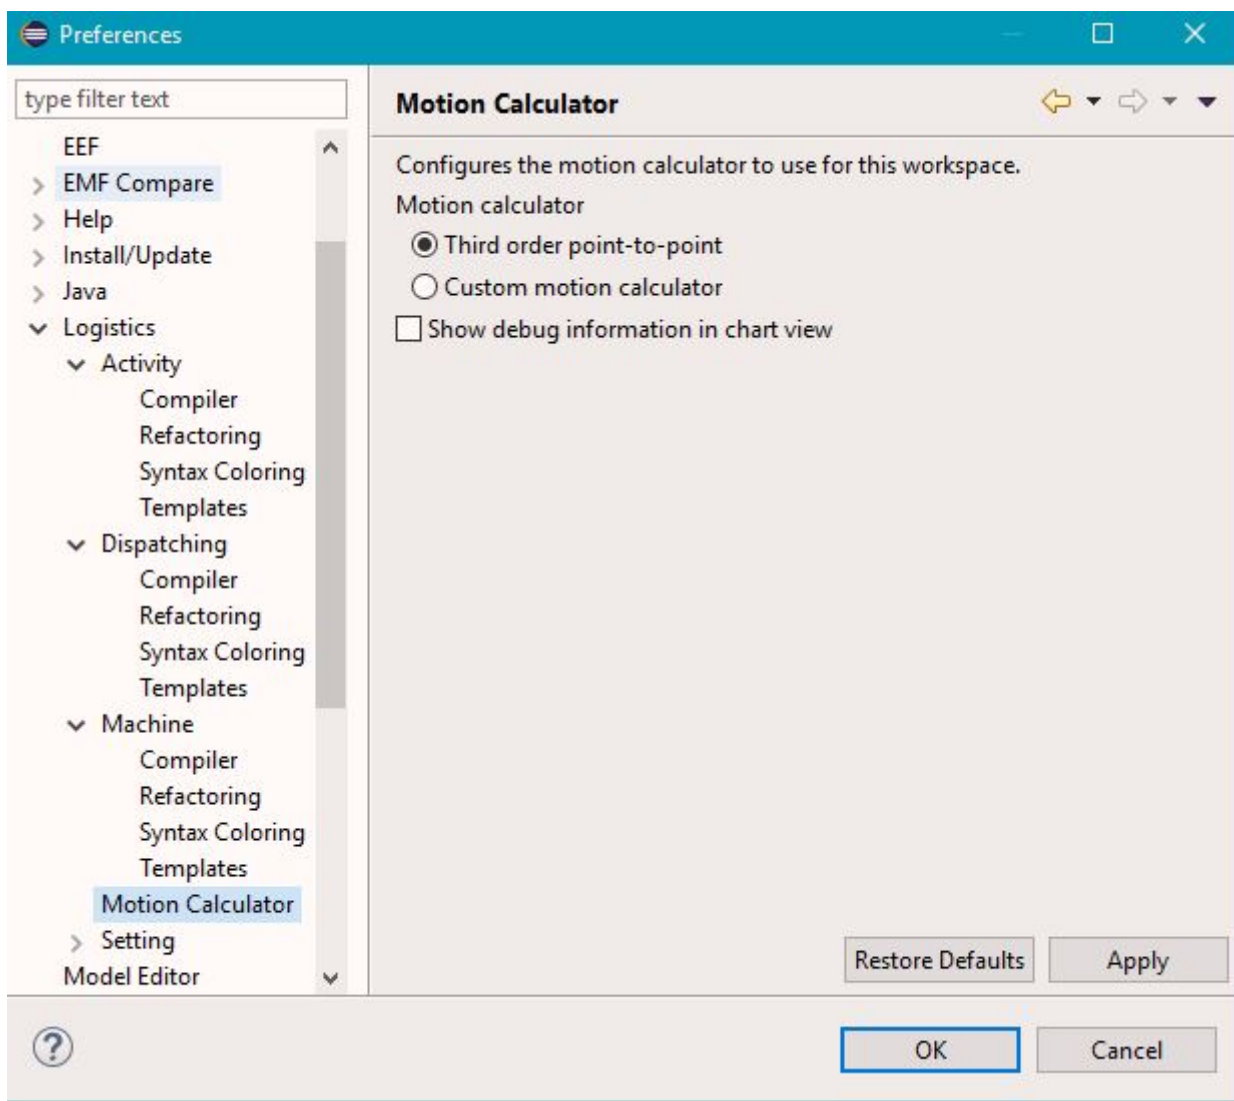 Preferences
type filter text
EEF
EMF Compare
Help
Install/Update
Java
Logistics
Activity
Compiler
Refactoring
Syntax Coloring
Templates
Dispatching
Compiler
Refactoring
Syntax Coloring
Templates
Machine
Compiler
Refactoring
Syntax Coloring
Templates
Motion Calculator
Setting
Model Editor
Motion Calculator
Configures the motion calculator to use for this workspace.
Motion calculator
Third order point-to-point
Custom motion calculator
Show debug information in chart view
Restore Defaults Apply
? OK Cancel